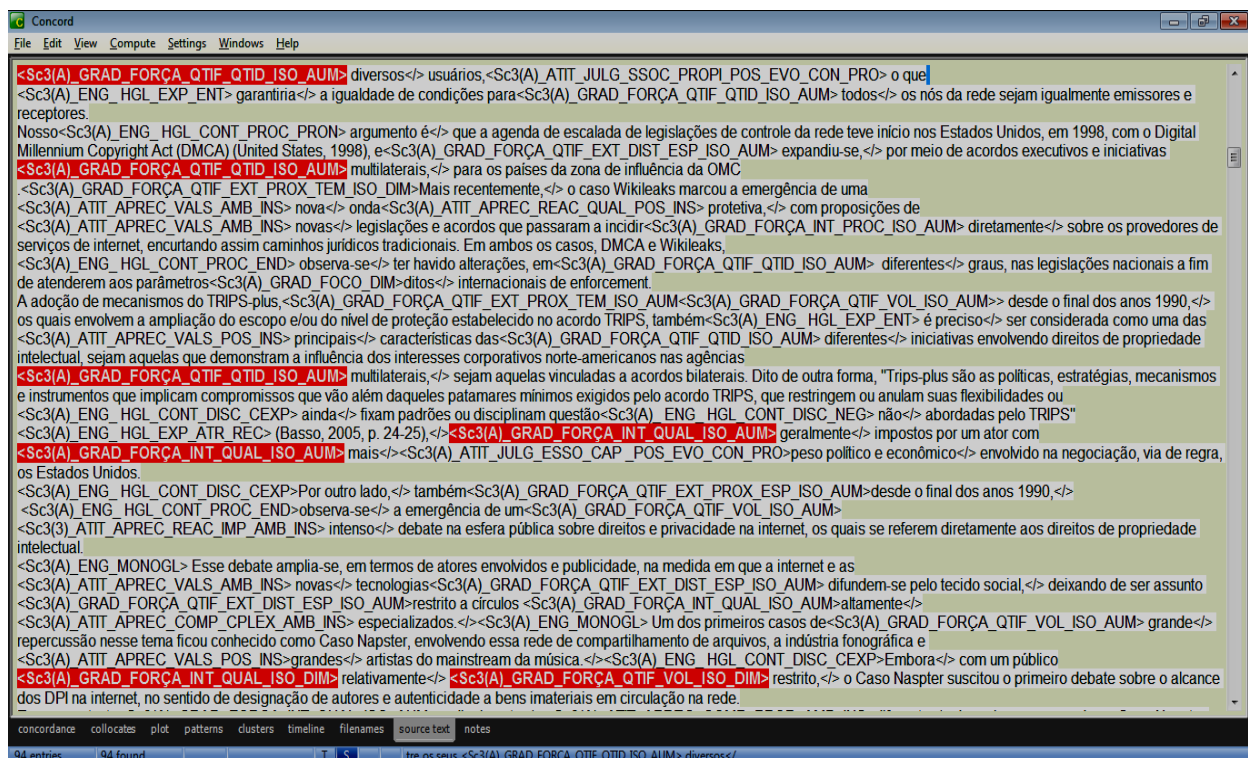 Concord
File Edit View Compute Settings Windows Help
<Sc3(A)_GRAD_FORÇA_QTIF_QTID_ISO_AUM> diversos</> usuários,<Sc3(A)_ATIT_JULG_SSOC_PROPI_POS_EVO_CON_PRO> o que
<Sc3(A)_ENG_ HGL_EXP_ENT> garantiria</> a igualdade de condições para<Sc3(A)_GRAD_FORÇA_QTIF_QTID_ISO_AUM> todos</> os nós da rede sejam igualmente emissores e
receptores.
Nosso<Sc3(A)_ENG_ HGL_CONT_PROC_PRON> argumento é</> que a agenda de escalada de legislações de controle da rede teve início nos Estados Unidos, em 1998, com o Digital
Millennium Copyright Act (DMCA) (United States, 1998), e<Sc3(A)_GRAD_FORÇA_QTIF_EXT_DIST_ESP_ISO_AUM> expandiu-se,</> por meio de acordos executivos e iniciativas
<Sc3(A)_GRAD_FORÇA_QTIF_QTID_ISO_AUM> multilaterais,</> para os países da zona de influência da OMC
.<Sc3(A)_GRAD_FORÇA_QTIF_EXT_PROX_TEM_ISO_DIM>Mais recentemente,</> o caso Wikileaks marcou a emergência de uma
<Sc3(A)_ATIT_APREC_VALS_AMB_INS> nova</> onda<Sc3(A)_ATIT_APREC_REAC_QUAL_POS_INS> protetiva,</> com proposições de
<Sc3(A)_ATIT_APREC_VALS_AMB_INS> novas</> legislações e acordos que passaram a incidir<Sc3(A)_GRAD_FORÇA_INT_PROC_ISO_AUM> diretamente</> sobre os provedores de
serviços de internet, encurtando assim caminhos jurídicos tradicionais. Em ambos os casos, DMCA e Wikileaks,
<Sc3(A)_ENG_ HGL_CONT_PROC_END> observa-se</> ter havido alterações, em<Sc3(A)_GRAD_FORÇA_QTIF_QTID_ISO_AUM> diferentes</> graus, nas legislações nacionais a fim
de atenderem aos parâmetros<Sc3(A)_GRAD_FOCO_DIM>ditos</> internacionais de enforcement.
A adoção de mecanismos do TRIPS-plus,<Sc3(A)_GRAD_FORÇA_QTIF_EXT_PROX_TEM_ISO_AUM<Sc3(A)_GRAD_FORÇA_QTIF_VOL_ISO_AUM>> desde o final dos anos 1990,</>
os quais envolvem a ampliação do escopo e/ou do nível de proteção estabelecido no acordo TRIPS, também<Sc3(A)_ENG_ HGL_EXP_ENT> é preciso</> ser considerada como uma das
<Sc3(A)_ATIT_APREC_VALS_POS_INS> principais</> características das<Sc3(A)_GRAD_FORÇA_QTIF_QTID_ISO_AUM> diferentes</> iniciativas envolvendo direitos de propriedade
intelectual, sejam aquelas que demonstram a influência dos interesses corporativos norte-americanos nas agências
<Sc3(A)_GRAD_FORÇA_QTIF_QTID_ISO_AUM> multilaterais,</> sejam aquelas vinculadas a acordos bilaterais. Dito de outra forma, "Trips-plus são as políticas, estratégias, mecanismos
e instrumentos que implicam compromissos que vão além daqueles patamares mínimos exigidos pelo acordo TRIPS, que restringem ou anulam suas flexibilidades ou
<Sc3(A)_ENG_HGL_CONT_DISC_CEXP> ainda</> fixam padrões ou disciplinam questão<Sc3(A)_ ENG_HGL_CONT_DISC_NEG> não</> abordadas pelo TRIPS"
<Sc3(A)_ENG_HGL_EXP_ATR_REC> (Basso, 2005, p. 24-25),</><Sc3(A)_GRAD_FORÇA_INT_QUAL_ISO_AUM> geralmente</> impostos por um ator com
<Sc3(A)_GRAD_FORÇA_INT_QUAL_ISO_AUM> mais</><Sc3(A)_ATIT_JULG_ESSO_CAP _POS_EVO_CON_PRO>peso político e econômico</> envolvido na negociação, via de regra,
os Estados Unidos.
<Sc3(A)_ENG_ HGL_CONT_DISC_CEXP>Por outro lado,</> também<Sc3(A)_GRAD_FORÇA_QTIF_EXT_PROX_ESP_ISO_AUM>desde o final dos anos 1990,</>
<Sc3(A)_ENG_ HGL_CONT_PROC_END>observa-se</> a emergência de um<Sc3(A)_GRAD_FORÇA_QTIF_VOL_ISO_AUM>
<Sc3(3)_ATIT_APREC_REAC_IMP_AMB_INS> intenso</> debate na esfera pública sobre direitos e privacidade na internet, os quais se referem diretamente aos direitos de propriedade
intelectual.
<Sc3(A)_ENG_MONOGL> Esse debate amplia-se, em termos de atores envolvidos e publicidade, na medida em que a internet e as
<Sc3(A)_ATIT_APREC_VALS_AMB_INS> novas</> tecnologias<Sc3(A)_GRAD_FORÇA_QTIF_EXT_DIST_ESP_ISO_AUM> difundem-se pelo tecido social,</> deixando de ser assunto
<Sc3(A)_GRAD_FORÇA_QTIF_EXT_DIST_ESP_ISO_AUM>restrito a círculos <Sc3(A)_GRAD_FORÇA_INT_QUAL_ISO_AUM>altamente</>
<Sc3(A)_ATIT_APREC_COMP_CPLEX_AMB_INS> especializados.</><Sc3(A)_ENG_MONOGL> Um dos primeiros casos de<Sc3(A)_GRAD_FORÇA_QTIF_VOL_ISO_AUM> grande</>
repercussão nesse tema ficou conhecido como Caso Napster, envolvendo essa rede de compartilhamento de arquivos, a indústria fonográfica e
<Sc3(A)_ATIT_APREC_VALS_POS_INS>grandes</> artistas do mainstream da música.</><Sc3(A)_ENG_ HGL_CONT_DISC_CEXP>Embora</> com um público
<Sc3(A)_GRAD_FORÇA_INT_QUAL_ISO_DIM> relativamente</> <Sc3(A)_GRAD_FORÇA_QTIF_VOL_ISO_DIM> restrito,</> o Caso Naspter suscitou o primeiro debate sobre o alcance
dos DPI na internet, no sentido de designação de autores e autenticidade a bens imateriais em circulação na rede.
concordance collocates plot patterns clusters timeline filenames source text notes
94 entries 94 found T S tre os seus <Sc3(A)_GRAD_FORÇA_QTIF_QTID_ISO_AUM> diversos</